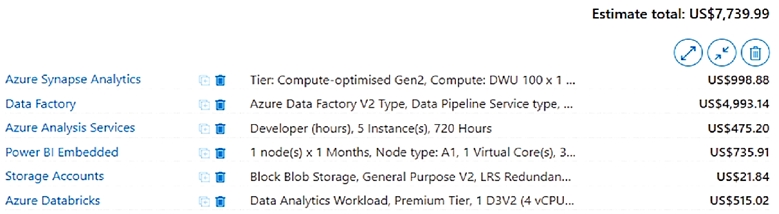 Estimate total: US$7,739.99
Azure Synapse Analytics Tier: Compute-optimised Gen2, Compute: DWU 100 x 1 ... US$998.88
Data Factory Azure Data Factory V2 Type, Data Pipeline Service type, ... US$4,993.14
Azure Analysis Services Developer (hours), 5 Instance(s), 720 Hours US$475.20
Power BI Embedded 1 node(s) x 1 Months, Node type: A1, 1 Virtual Core(s), 3... US$735.91
Storage Accounts Block Blob Storage, General Purpose V2, LRS Redundan... US$21.84
Azure Databricks Data Analytics Workload, Premium Tier, 1 D3V2 (4 vCPU... US$515.02